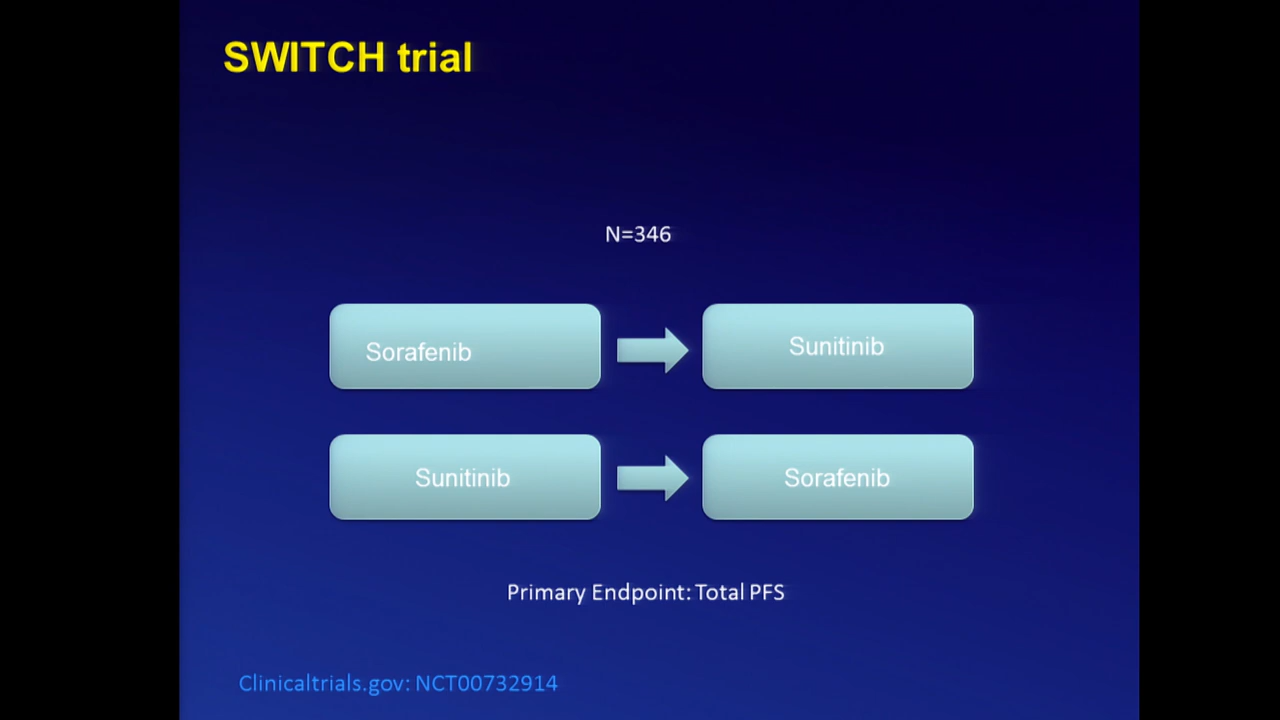 SWITCH trial
N=346
Sorafenib
Sunitinib
Sunitinib
Sorafenib
Primary Endpoint: Total PFS
Clinicaltrials.gov: NCT00732914